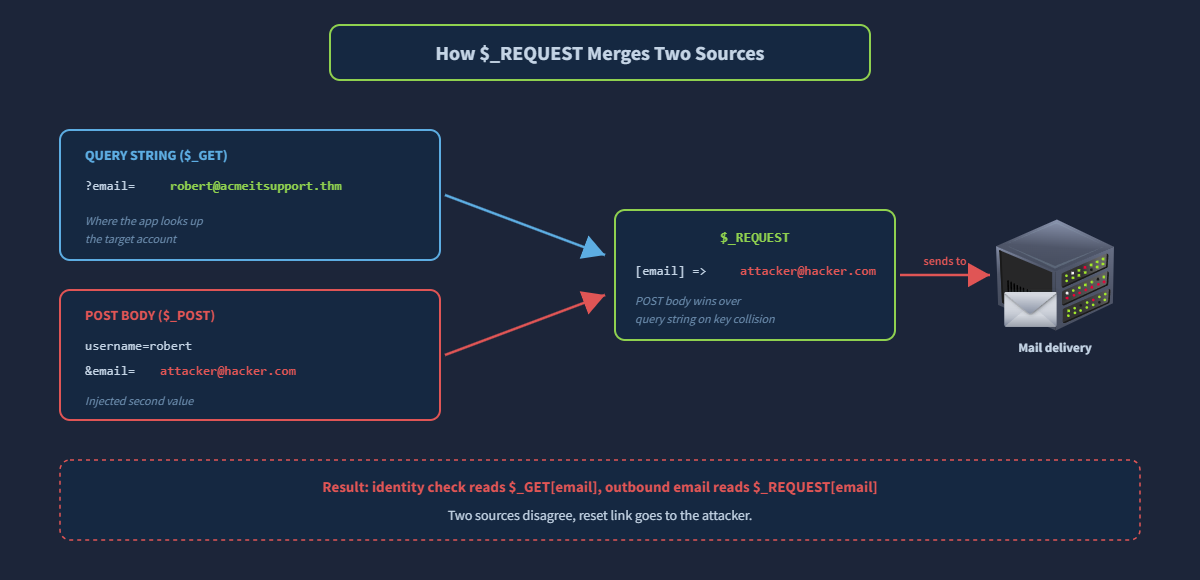 How $_REQUEST Merges Two Sources
QUERY STRING ($_GET)
?email= robert@acmeitsupport.thm
Where the app looks up
the target account
POST BODY ($_POST)
username=robert
&email= attacker@hacker.com
Injected second value
$_REQUEST
[email] => attacker@hacker.com
POST body wins over
query string on key collision
sends to
Mail delivery
Result: identity check reads $_GET[email], outbound email reads $_REQUEST[email]
Two sources disagree, reset link goes to the attacker.